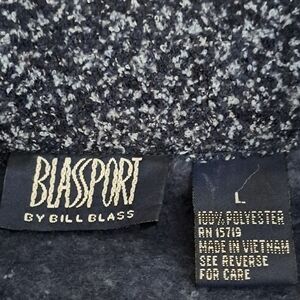 BLASSPORT
BY BILL BLASS
L
100% POLYESTER
RN 15719
MADE IN VIETNAM
SEE REVERSE
FOR CARE